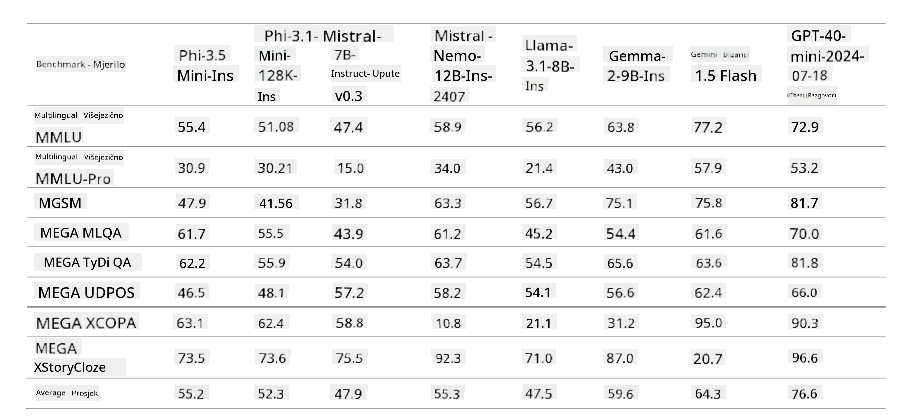 Benchmark - Mjerilo Phi-3.5 Mini-Ins Phi-3.1- Mini- 128K- Ins Mistral- 7B- Instruct- Upute v0.3 Mistral - Nemo- 12B-Ins- 2407 Llama- 3.1-8B- Ins Gemma- 2-9B-Ins Gemini - Blizanci 1.5 Flash GPT-40- mini-2024- 07-18
Multilingual - Višejezično
MMLU 55.4 51.08 47.4 58.9 56.2 63.8 77.2 72.9
Multilingual - Višejezično
MMLU-Pro 30.9 30.21 15.0 34.0 21.4 43.0 57.9 53.2
MGSM 47.9 41.56 31.8 63.3 56.7 75.1 75.8 81.7
MEGA MLQA 61.7 55.5 43.9 61.2 45.2 54.4 61.6 70.0
MEGA TyDi QA 62.2 55.9 54.0 63.7 54.5 65.6 63.6 81.8
MEGA UDPOS 46.5 48.1 57.2 58.2 54.1 56.6 62.4 66.0
MEGA XCOPA 63.1 62.4 58.8 10.8 21.1 31.2 95.0 90.3
MEGA
XStoryCloze 73.5 73.6 75.5 92.3 71.0 87.0 20.7 96.6
Average - Prosjek 55.2 52.3 47.9 55.3 47.5 59.6 64.3 76.6